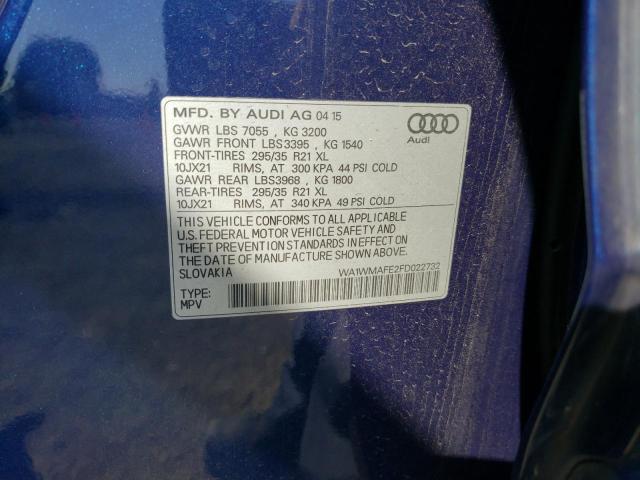 MFD. BY AUDI AG 04 15
GVWR LBS 7055 , KG 3200
GAWR FRONT LBS3395 , KG 1540
FRONT-TIRES 295/35 R21 XL
10JX21 RIMS, AT 300 KPA 44 PSI COLD
GAWR REAR LBS3968 , KG 1800
REAR-TIRES 295/35 R21 XL
10JX21 RIMS, AT 340 KPA 49 PSI COLD
Audi
THIS VEHICLE CONFORMS TO ALL APPLICABLE
U.S. FEDERAL MOTOR VEHICLE SAFETY AND
THEFT PREVENTION STANDARDS IN EFFECT ON
THE DATE OF MANUFACTURE SHOWN ABOVE.
SLOVAKIA
WA1WMAFE2FD022732
TYPE:
MPV